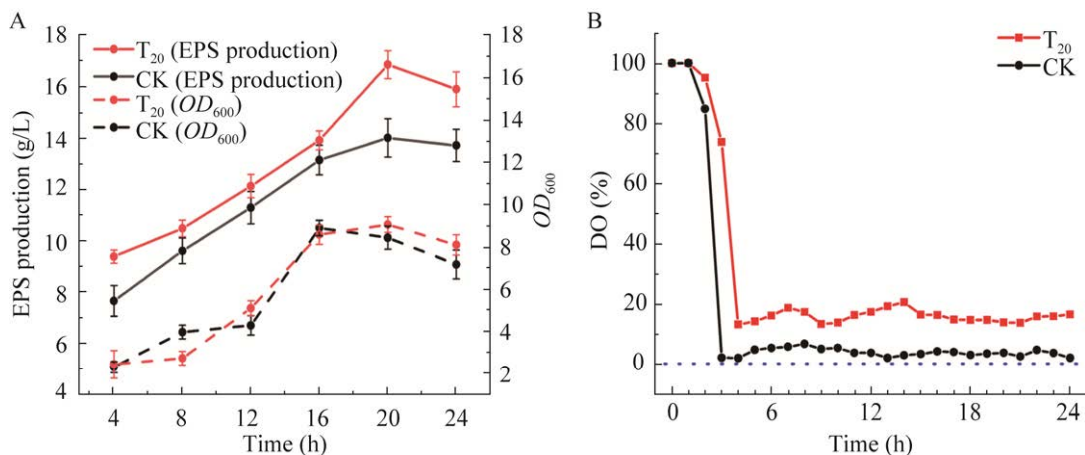 A
EPS production (g/L)
18
16
14
12
10
8
6
4
T20 (EPS production)
CK (EPS production)
T20 (OD600)
CK (OD600)
18
16
14
12
10
8
6
4
2
OD600
4 8 12 16 20 24
Time (h)
B
DO (%)
100
80
60
40
20
0
T20
CK
0 6 12 18 24
Time (h)